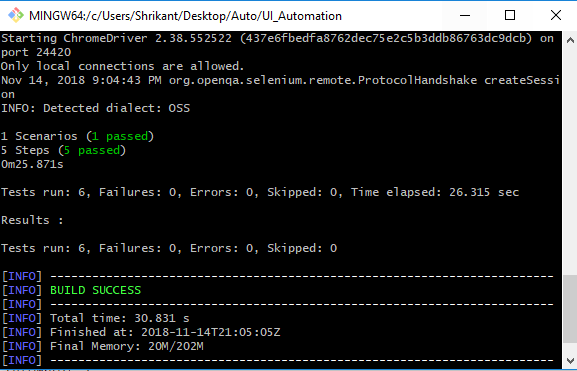 MINGW64:/c/Users/Shrikant/Desktop/Auto/UI_Automation
Starting ChromeDriver 2.38.552522 (437e6fbedfa8762dec75e2c5b3ddb86763dc9dcb) on
port 24420
Only local connections are allowed.
Nov 14, 2018 9:04:43 PM org.openqa.selenium.remote.ProtocolHandshake createSessi
on
INFO: Detected dialect: OSS
1 Scenarios (1 passed)
5 Steps (5 passed)
0m25.871s
Tests run: 6, Failures: 0, Errors: 0, Skipped: 0, Time elapsed: 26.315 sec
Results :
Tests run: 6, Failures: 0, Errors: 0, Skipped: 0
[INFO] ------------------------------------------------------------------------
[INFO] BUILD SUCCESS
[INFO] ------------------------------------------------------------------------
[INFO] Total time: 30.831 s
[INFO] Finished at: 2018-11-14T21:05:05Z
[INFO] Final Memory: 20M/202M
[INFO] ------------------------------------------------------------------------